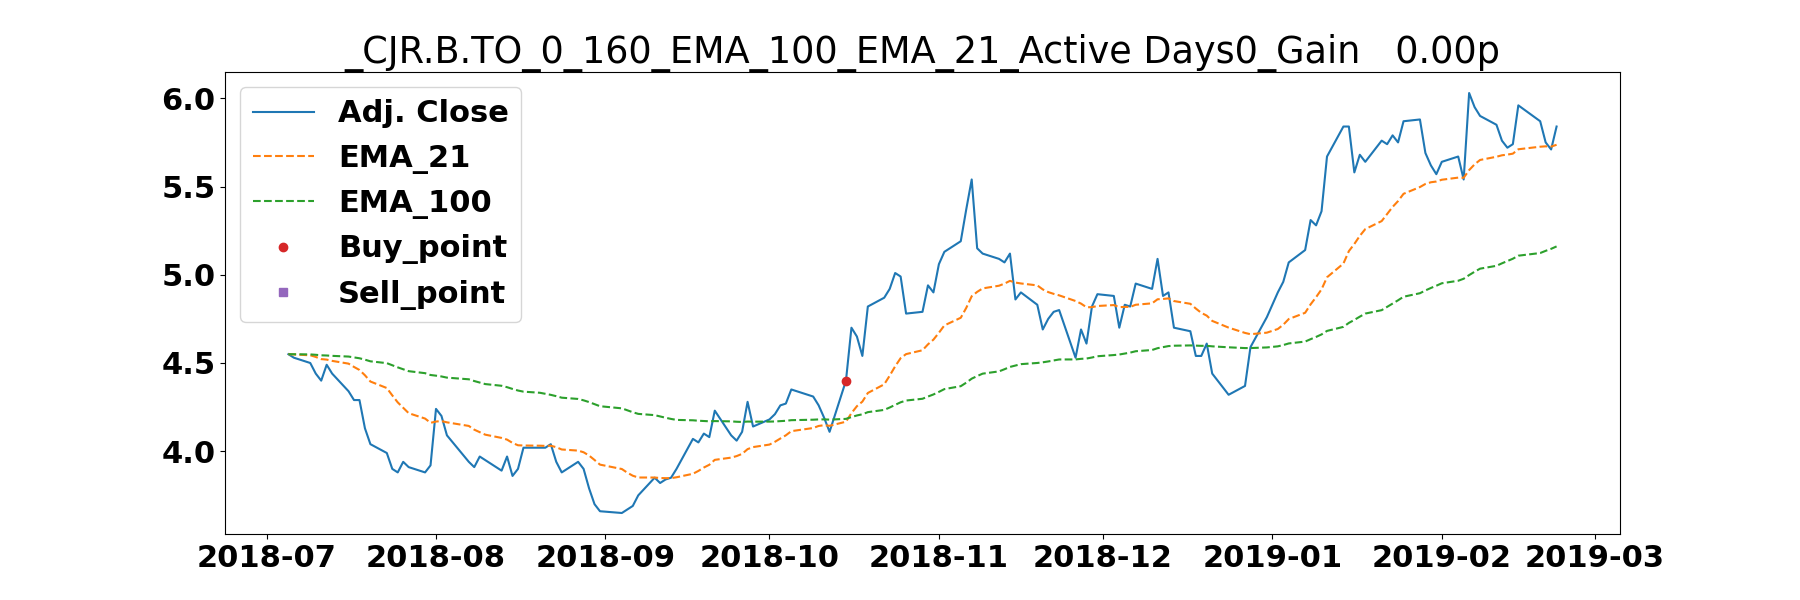 _CJR.B.TO_0_160_EMA_100_EMA_21_Active Days0_Gain   0.00p
6.0
5.5
5.0
4.5
4.0
Adj. Close
EMA_21
EMA_100
Buy_point
Sell_point
2018-07 2018-08 2018-09 2018-10 2018-11 2018-12 2019-01 2019-02 2019-03